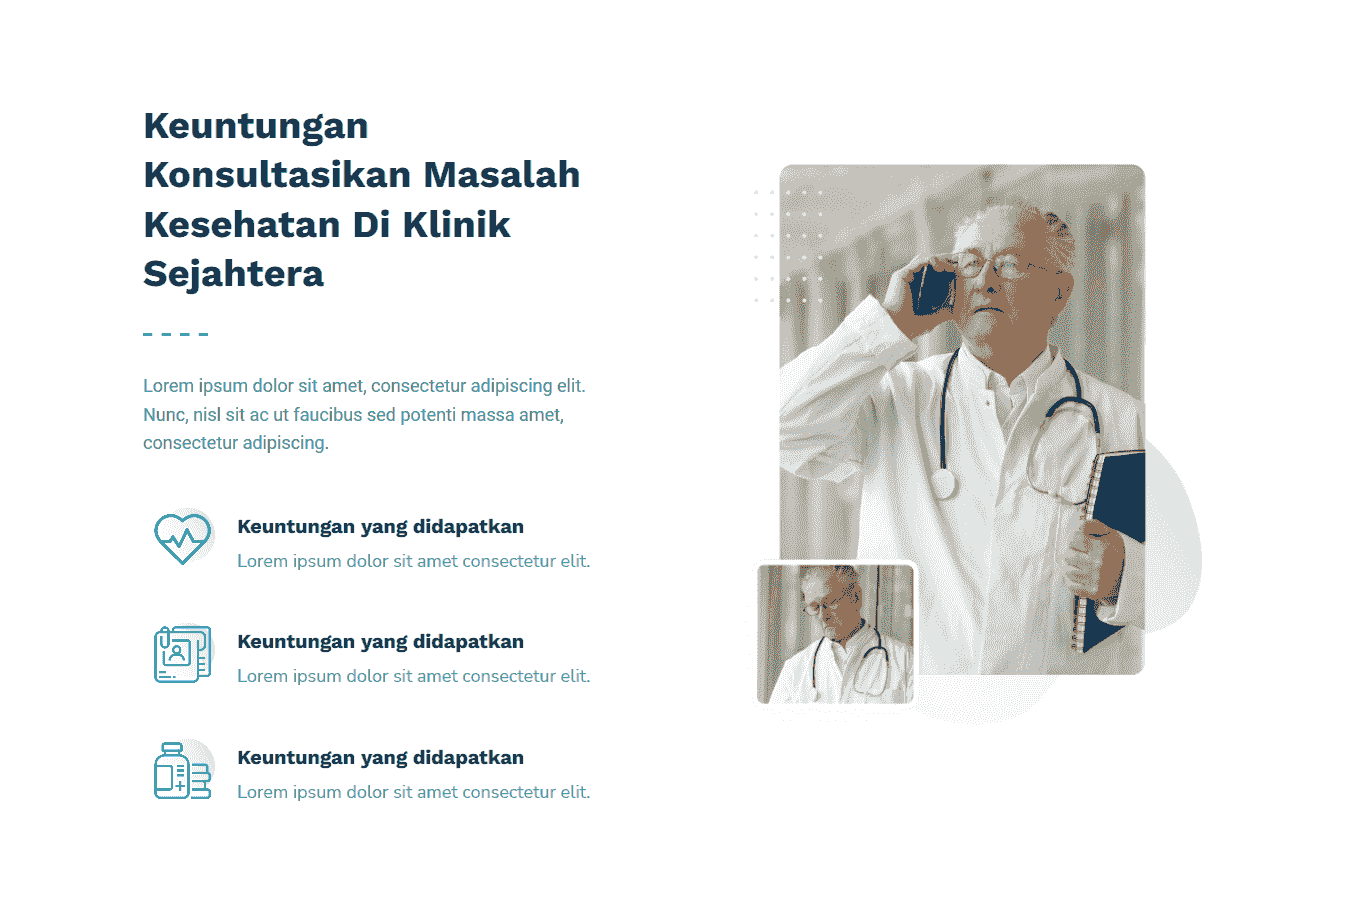 Keuntungan
Konsultasikan Masalah
Kesehatan Di Klinik
Sejahtera
Lorem ipsum dolor sit amet, consectetur adipiscing elit.
Nunc, nisl sit ac ut faucibus sed potenti massa amet,
consectetur adipiscing.
Keuntungan yang didapatkan
Lorem ipsum dolor sit amet consectetur elit.
Keuntungan yang didapatkan
Lorem ipsum dolor sit amet consectetur elit.
Keuntungan yang didapatkan
Lorem ipsum dolor sit amet consectetur elit.